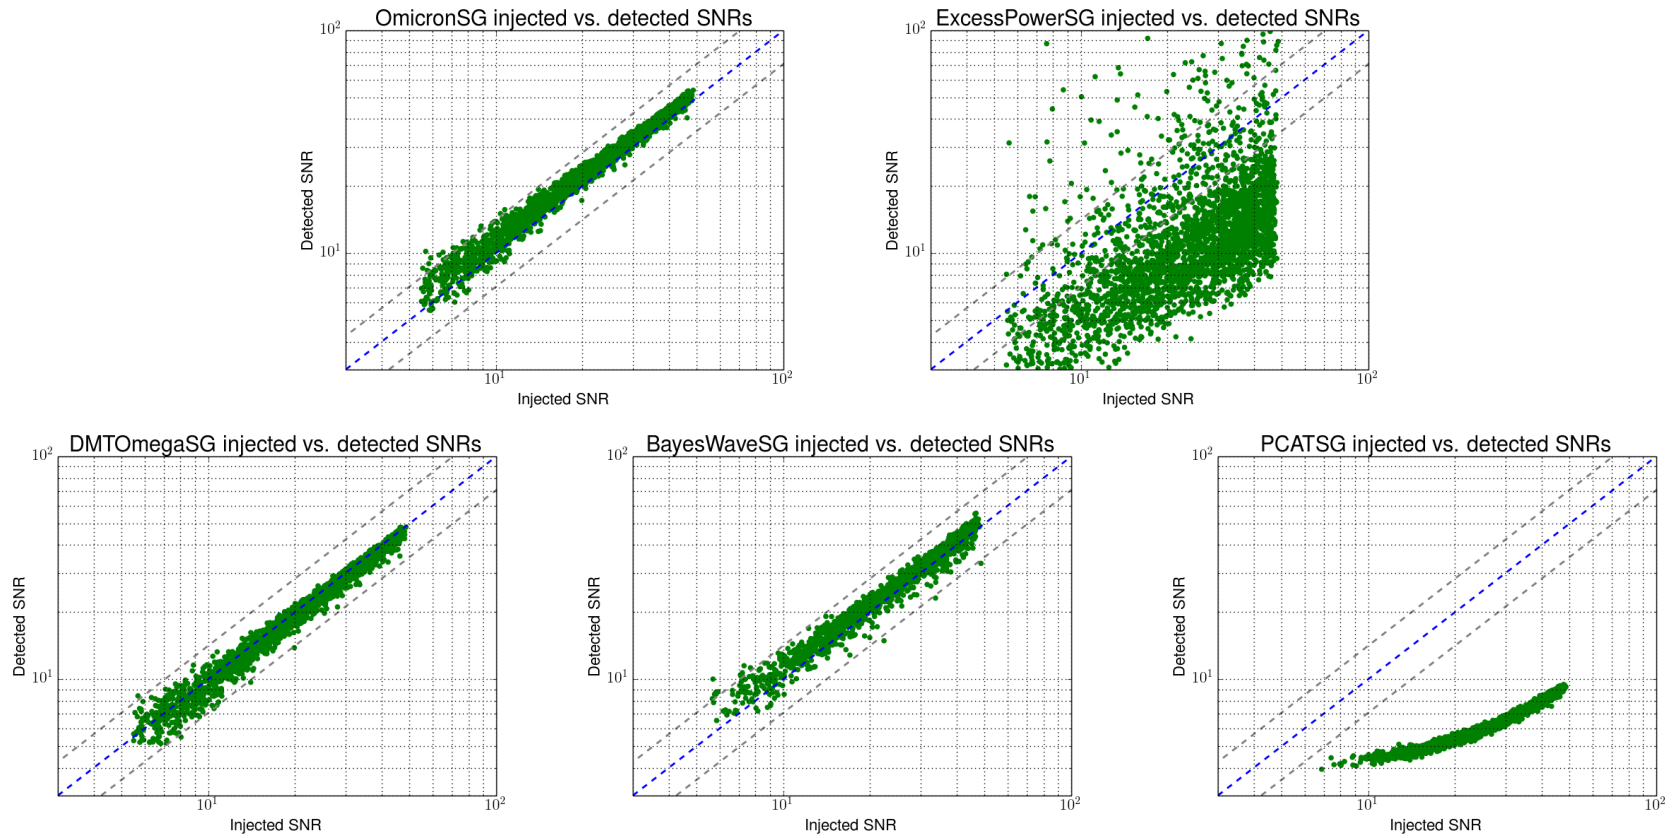 OmicronSG injected vs. detected SNRs
10²
Detected SNR
10¹
10¹
10²
Injected SNR
ExcessPowerSG injected vs. detected SNRs
10²
Detected SNR
10¹
10¹
10²
Injected SNR
DMTOmegaSG injected vs. detected SNRs
10²
Detected SNR
10¹
10¹
10²
Injected SNR
BayesWaveSG injected vs. detected SNRs
10²
Detected SNR
10¹
10¹
10²
Injected SNR
PCATSG injected vs. detected SNRs
10²
Detected SNR
10¹
10¹
10²
Injected SNR